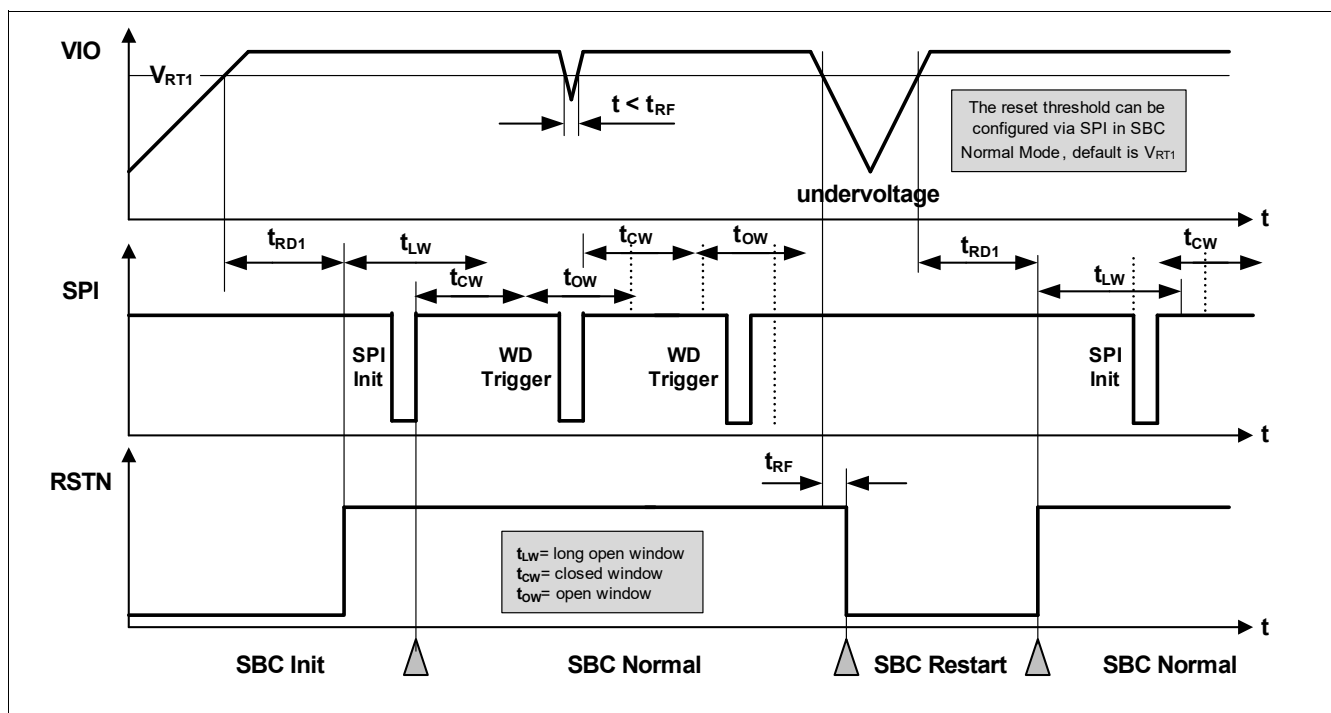 VIO
VRT1
t < tRF
The reset threshold can be
configured via SPI in SBC
Normal Mode, default is VRT1
undervoltage
t
tRD1
tLW
tCW
tOW
tCW
tOW
tRD1
tLW
tCW
SPI
SPI
Init
WD
Trigger
WD
Trigger
SPI
Init
t
RSTN
tRF
tLW= long open window
tCW= closed window
tOW= open window
t
SBC Init
SBC Normal
SBC Restart
SBC Normal